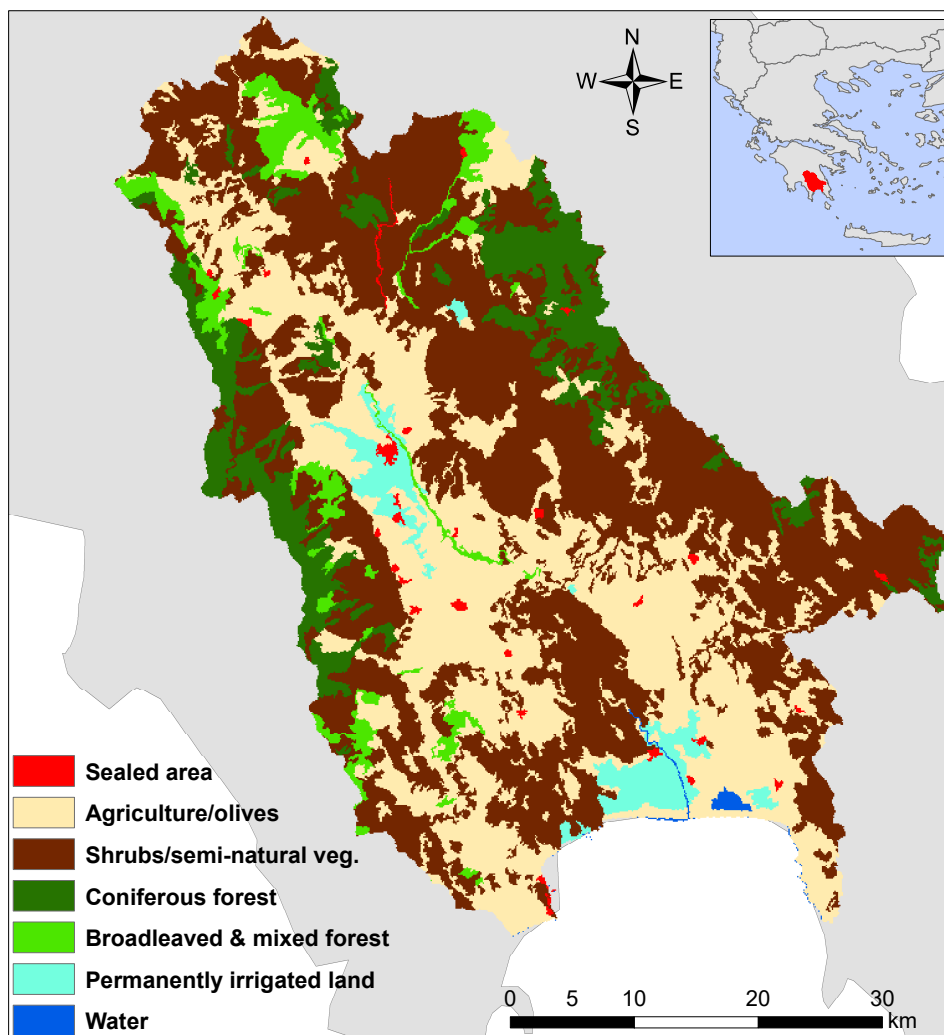 N
W E
S
Sealed area
Agriculture/olives
Shrubs/semi-natural veg.
Coniferous forest
Broadleaved & mixed forest
Permanently irrigated land
Water
0 5 10 20 30
km